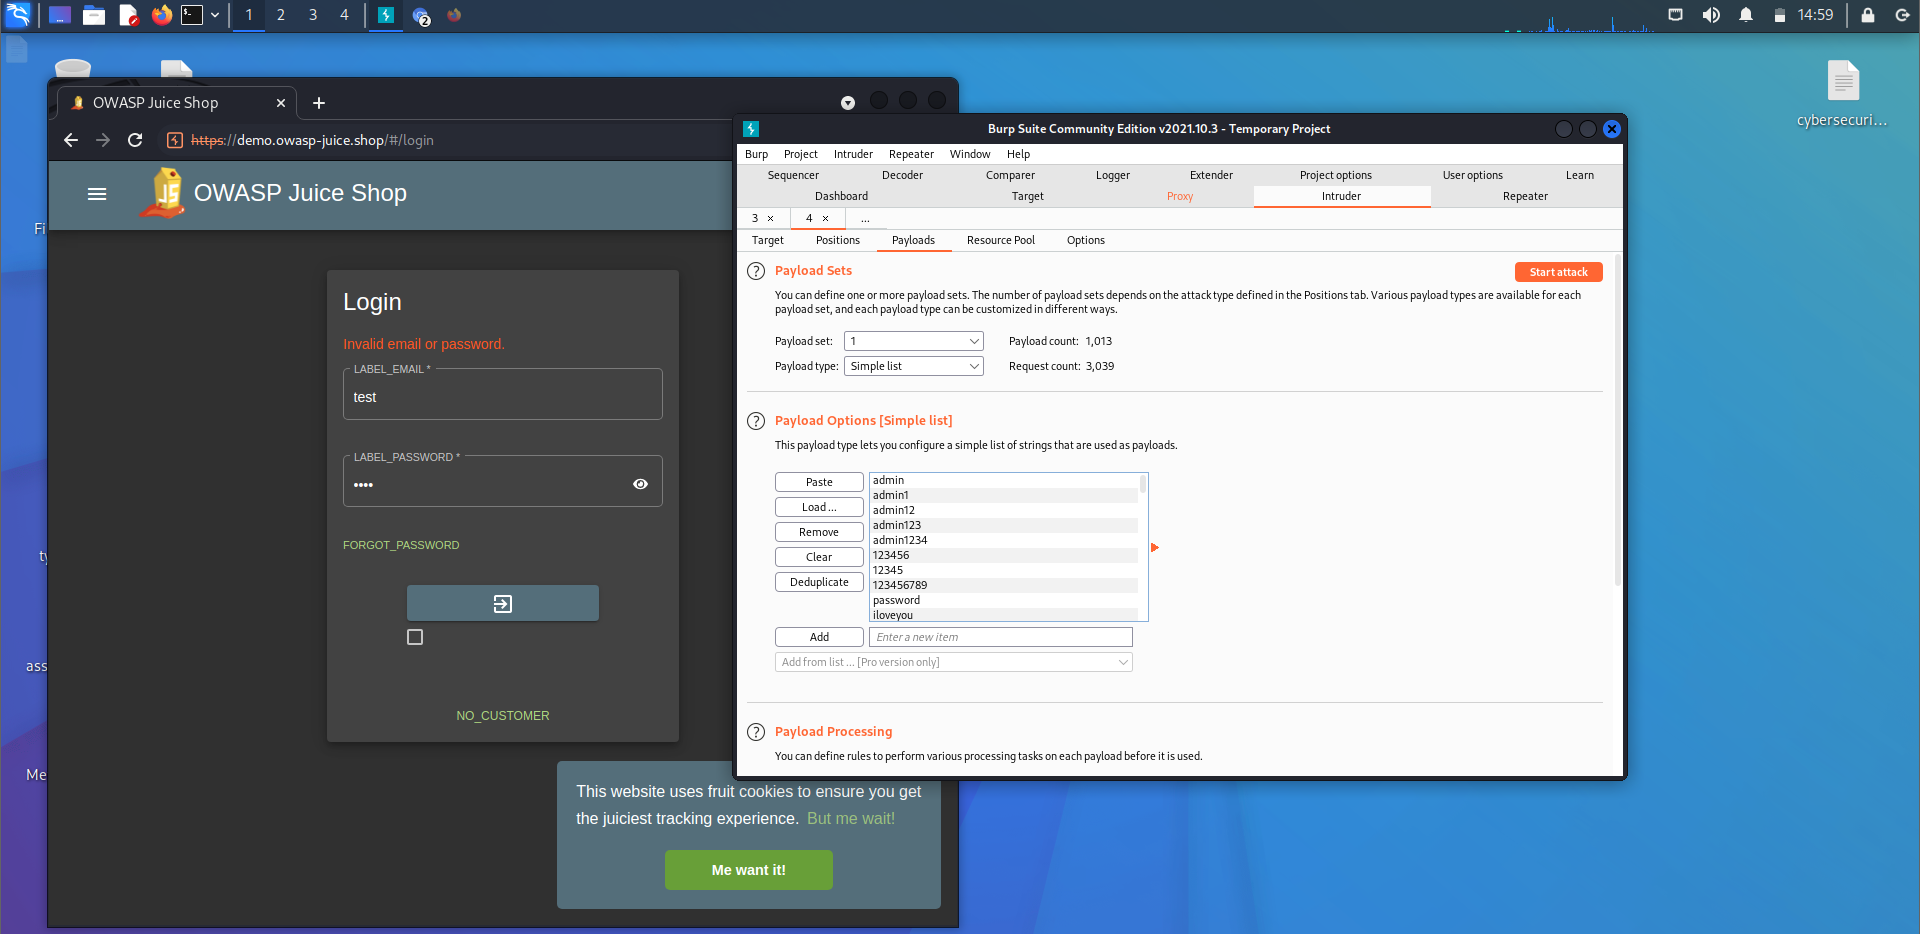 1 2 3 4 2 14:59
cybersecuri...
Fi
ty
ass
Me
OWASP Juice Shop
https://demo.owasp-juice.shop/#/login
JS OWASP Juice Shop
Login
Invalid email or password.
LABEL_EMAIL *
test
LABEL_PASSWORD *
••••
FORGOT_PASSWORD
NO_CUSTOMER
This website uses fruit cookies to ensure you get
the juiciest tracking experience. But me wait!
Me want it!
Burp Suite Community Edition v2021.10.3 - Temporary Project
Burp Project Intruder Repeater Window Help
Sequencer Decoder Comparer Logger Extender Project options User options Learn
Dashboard Target Proxy Intruder Repeater
3 × 4 × ...
Target Positions Payloads Resource Pool Options
? Payload Sets Start attack
You can define one or more payload sets. The number of payload sets depends on the attack type defined in the Positions tab. Various payload types are available for each
payload set, and each payload type can be customized in different ways.
Payload set: 1 Payload count: 1,013
Payload type: Simple list Request count: 3,039
? Payload Options [Simple list]
This payload type lets you configure a simple list of strings that are used as payloads.
Paste
Load ...
Remove
Clear
Deduplicate
admin
admin1
admin12
admin123
admin1234
123456
12345
123456789
password
iloveyou
Add Enter a new item
Add from list ... [Pro version only]
? Payload Processing
You can define rules to perform various processing tasks on each payload before it is used.